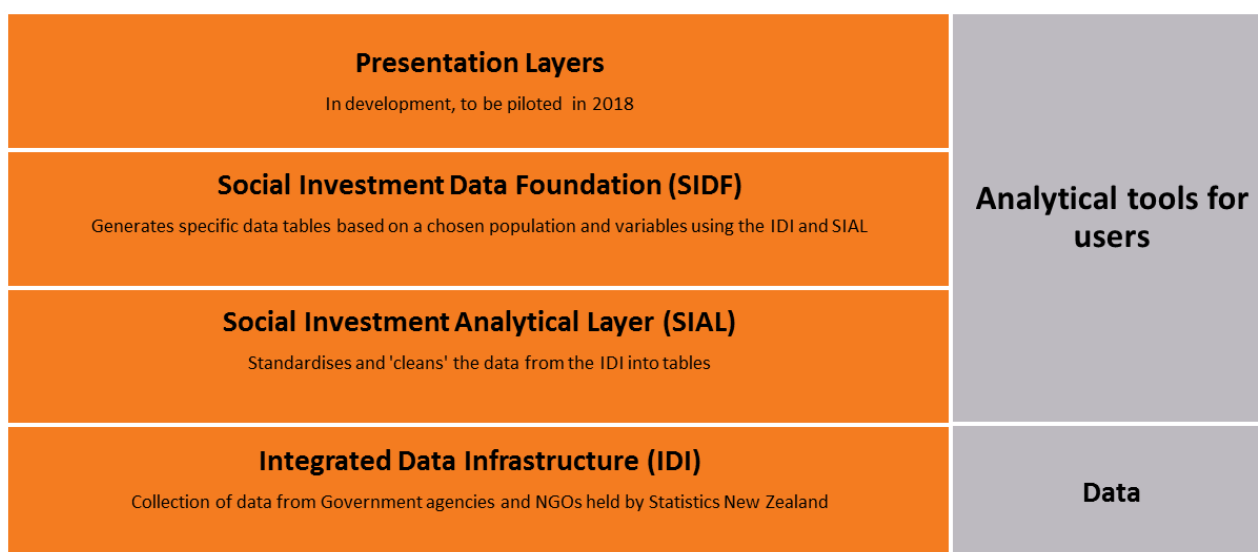 Presentation Layers
In development, to be piloted in 2018
Social Investment Data Foundation (SIDF)
Generates specific data tables based on a chosen population and variables using the IDI and SIAL
Social Investment Analytical Layer (SIAL)
Standardises and 'cleans' the data from the IDI into tables
Integrated Data Infrastructure (IDI)
Collection of data from Government agencies and NGOs held by Statistics New Zealand
Analytical tools for
users
Data